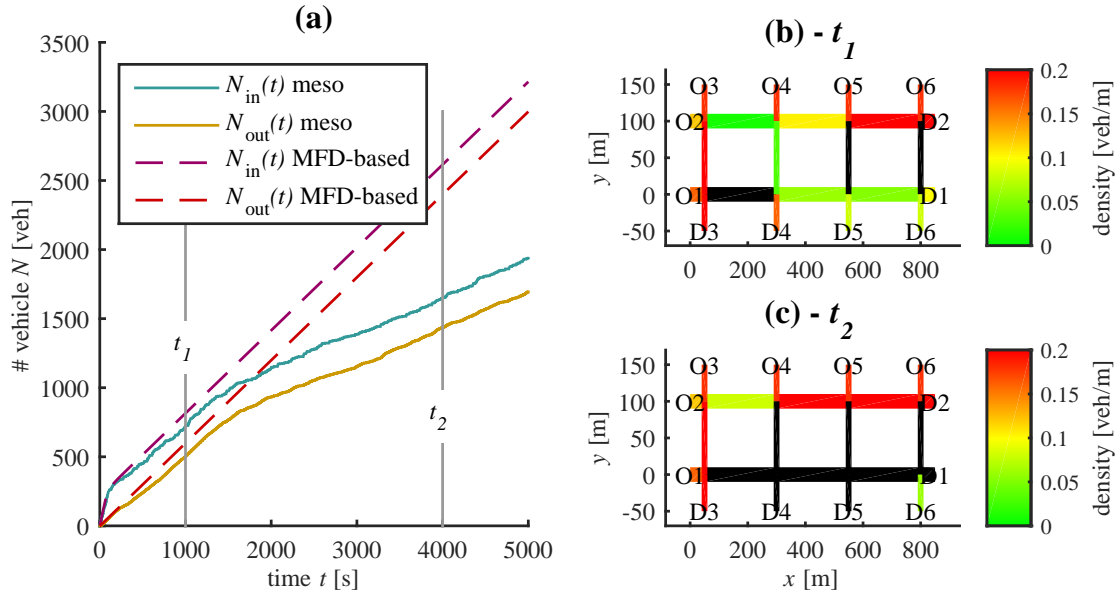 (a)
3500
3000
2500
2000
1500
1000
500
0
# vehicle N [veh]
N_in(t) meso
N_out(t) meso
N_in(t) MFD-based
N_out(t) MFD-based
t_1
t_2
0 1000 2000 3000 4000 5000
time t [s]
(b) - t_1
150
100
50
0
-50
y [m]
O3 O4 O5 O6
O2 D2
O1 D1
D3 D4 D5 D6
0 200 400 600 800
0.2
0.15
0.1
0.05
0
density [veh/m]
(c) - t_2
150
100
50
0
-50
y [m]
O3 O4 O5 O6
O2 D2
O1 D1
D3 D4 D5 D6
0 200 400 600 800
x [m]
0.2
0.15
0.1
0.05
0
density [veh/m]